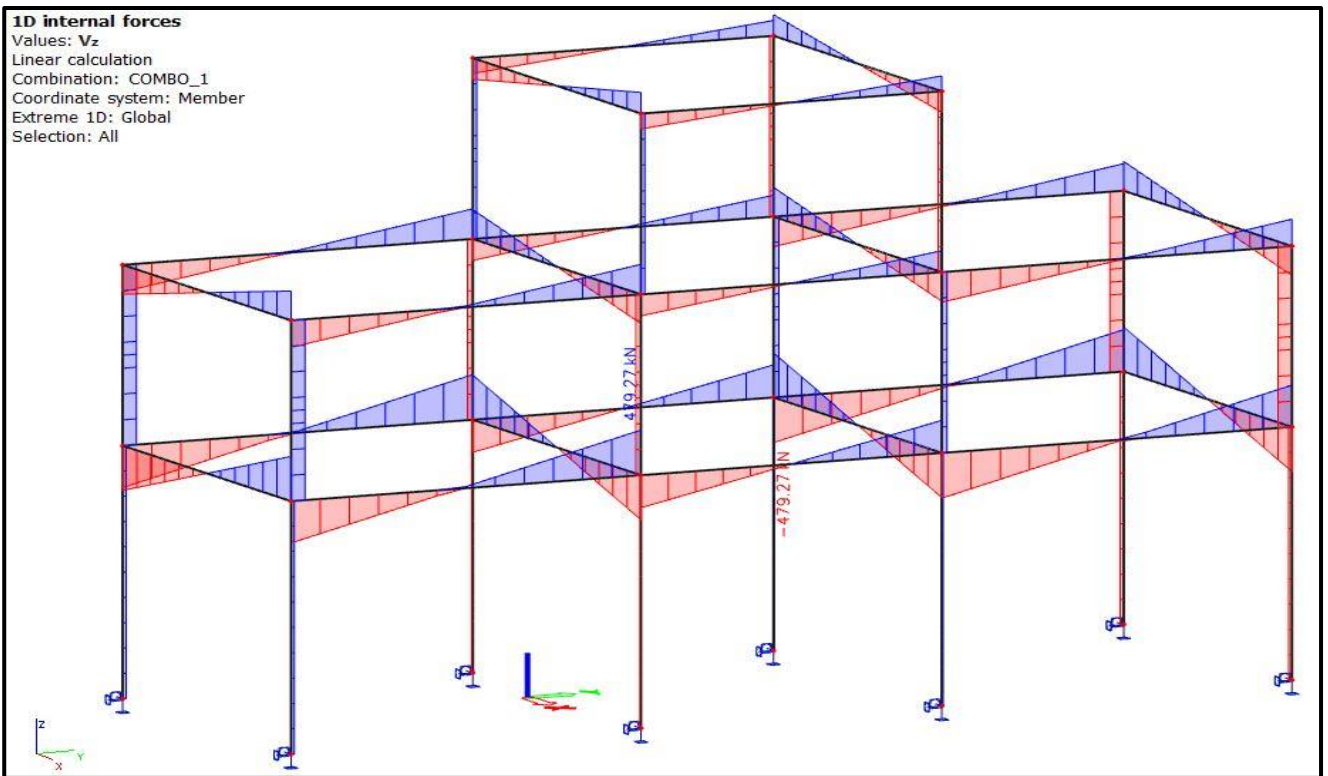 1D internal forces
Values: Vz
Linear calculation
Combination: COMBO_1
Coordinate system: Member
Extreme 1D: Global
Selection: All
479.27 kN
-479.27 kN
z
Y
X